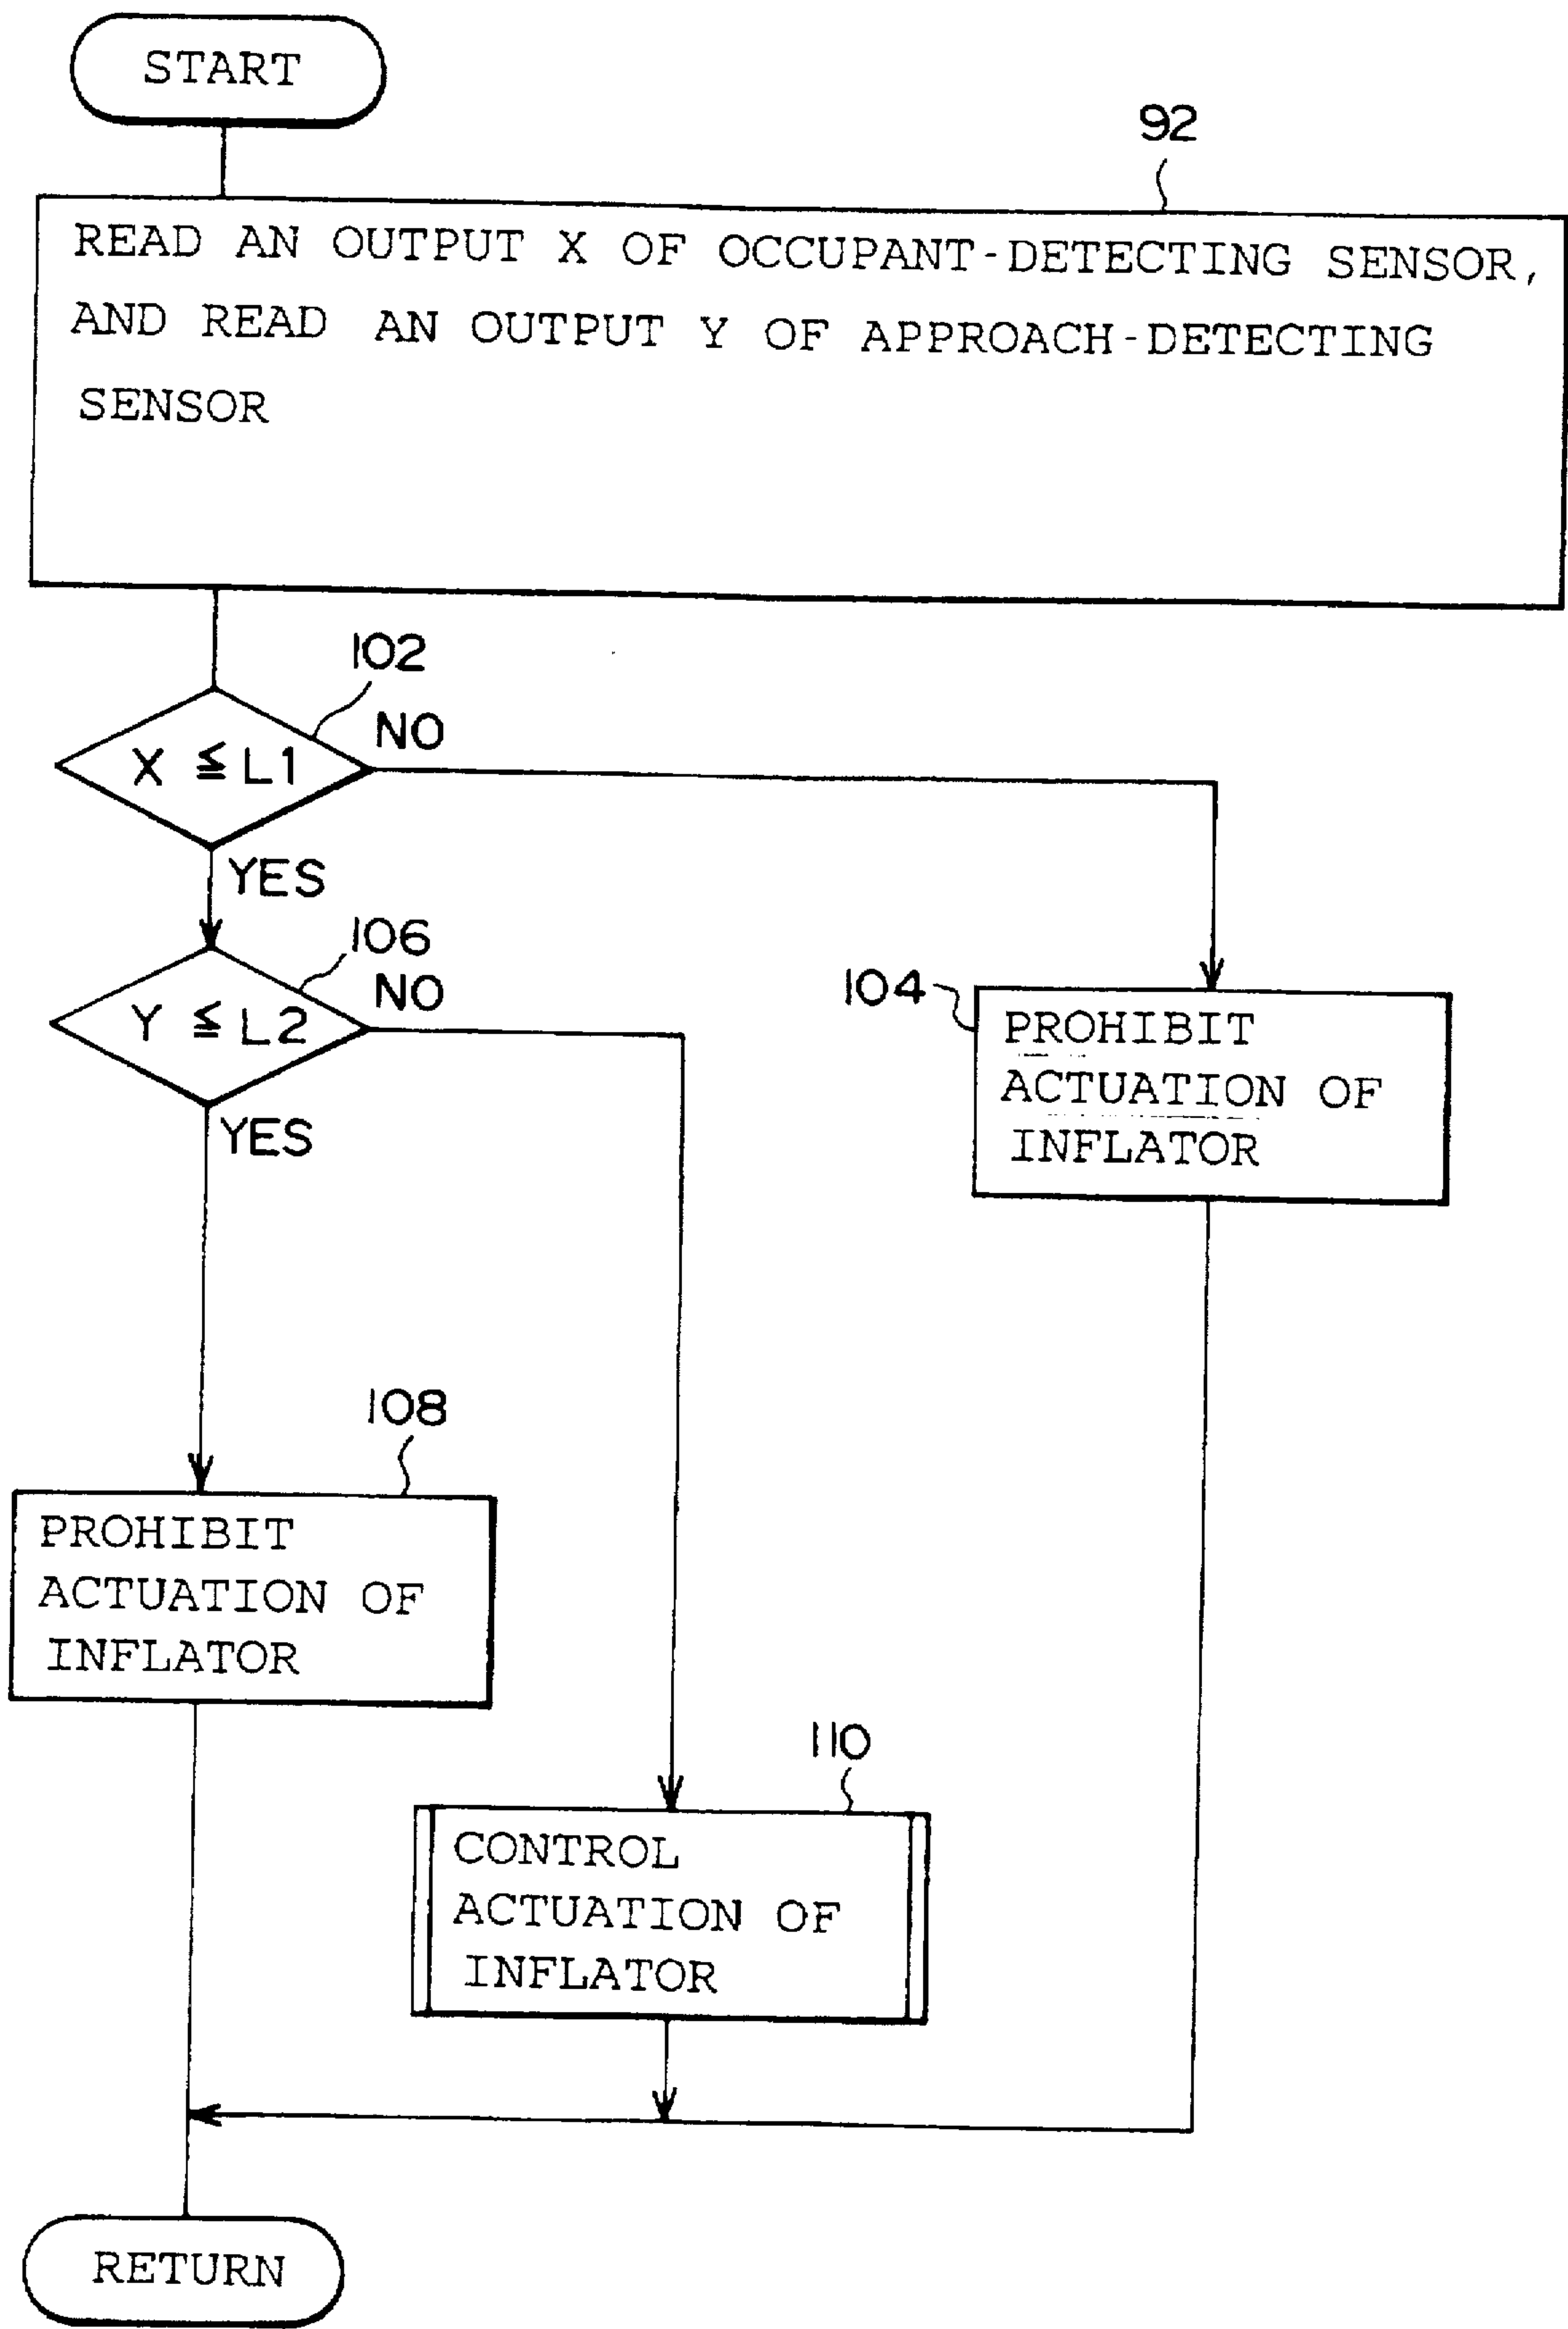 START
92
READ AN OUTPUT X OF OCCUPANT-DETECTING SENSOR,
AND READ AN OUTPUT Y OF APPROACH-DETECTING
SENSOR
102
X ≦ L1
NO
YES
106
Y ≦ L2
NO
YES
104
PROHIBIT
ACTUATION OF
INFLATOR
108
PROHIBIT
ACTUATION OF
INFLATOR
110
CONTROL
ACTUATION OF
INFLATOR
RETURN